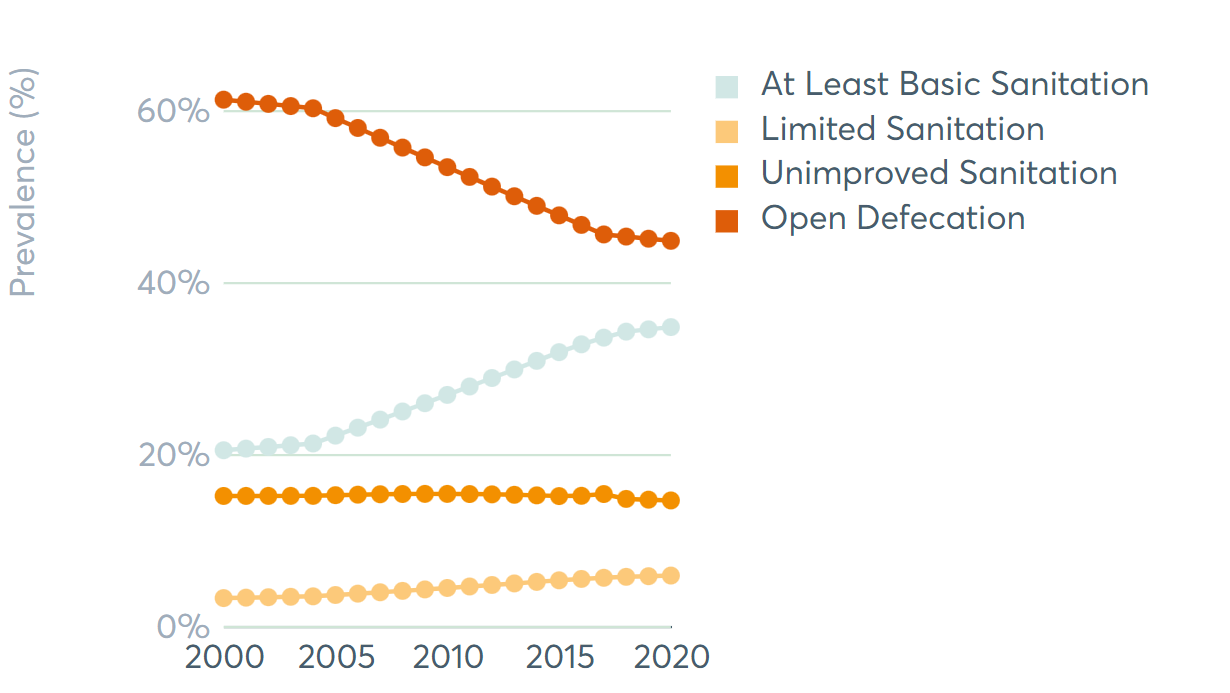 Prevalence (%)
60%
40%
20%
0%
2000 2005 2010 2015 2020
At Least Basic Sanitation
Limited Sanitation
Unimproved Sanitation
Open Defecation